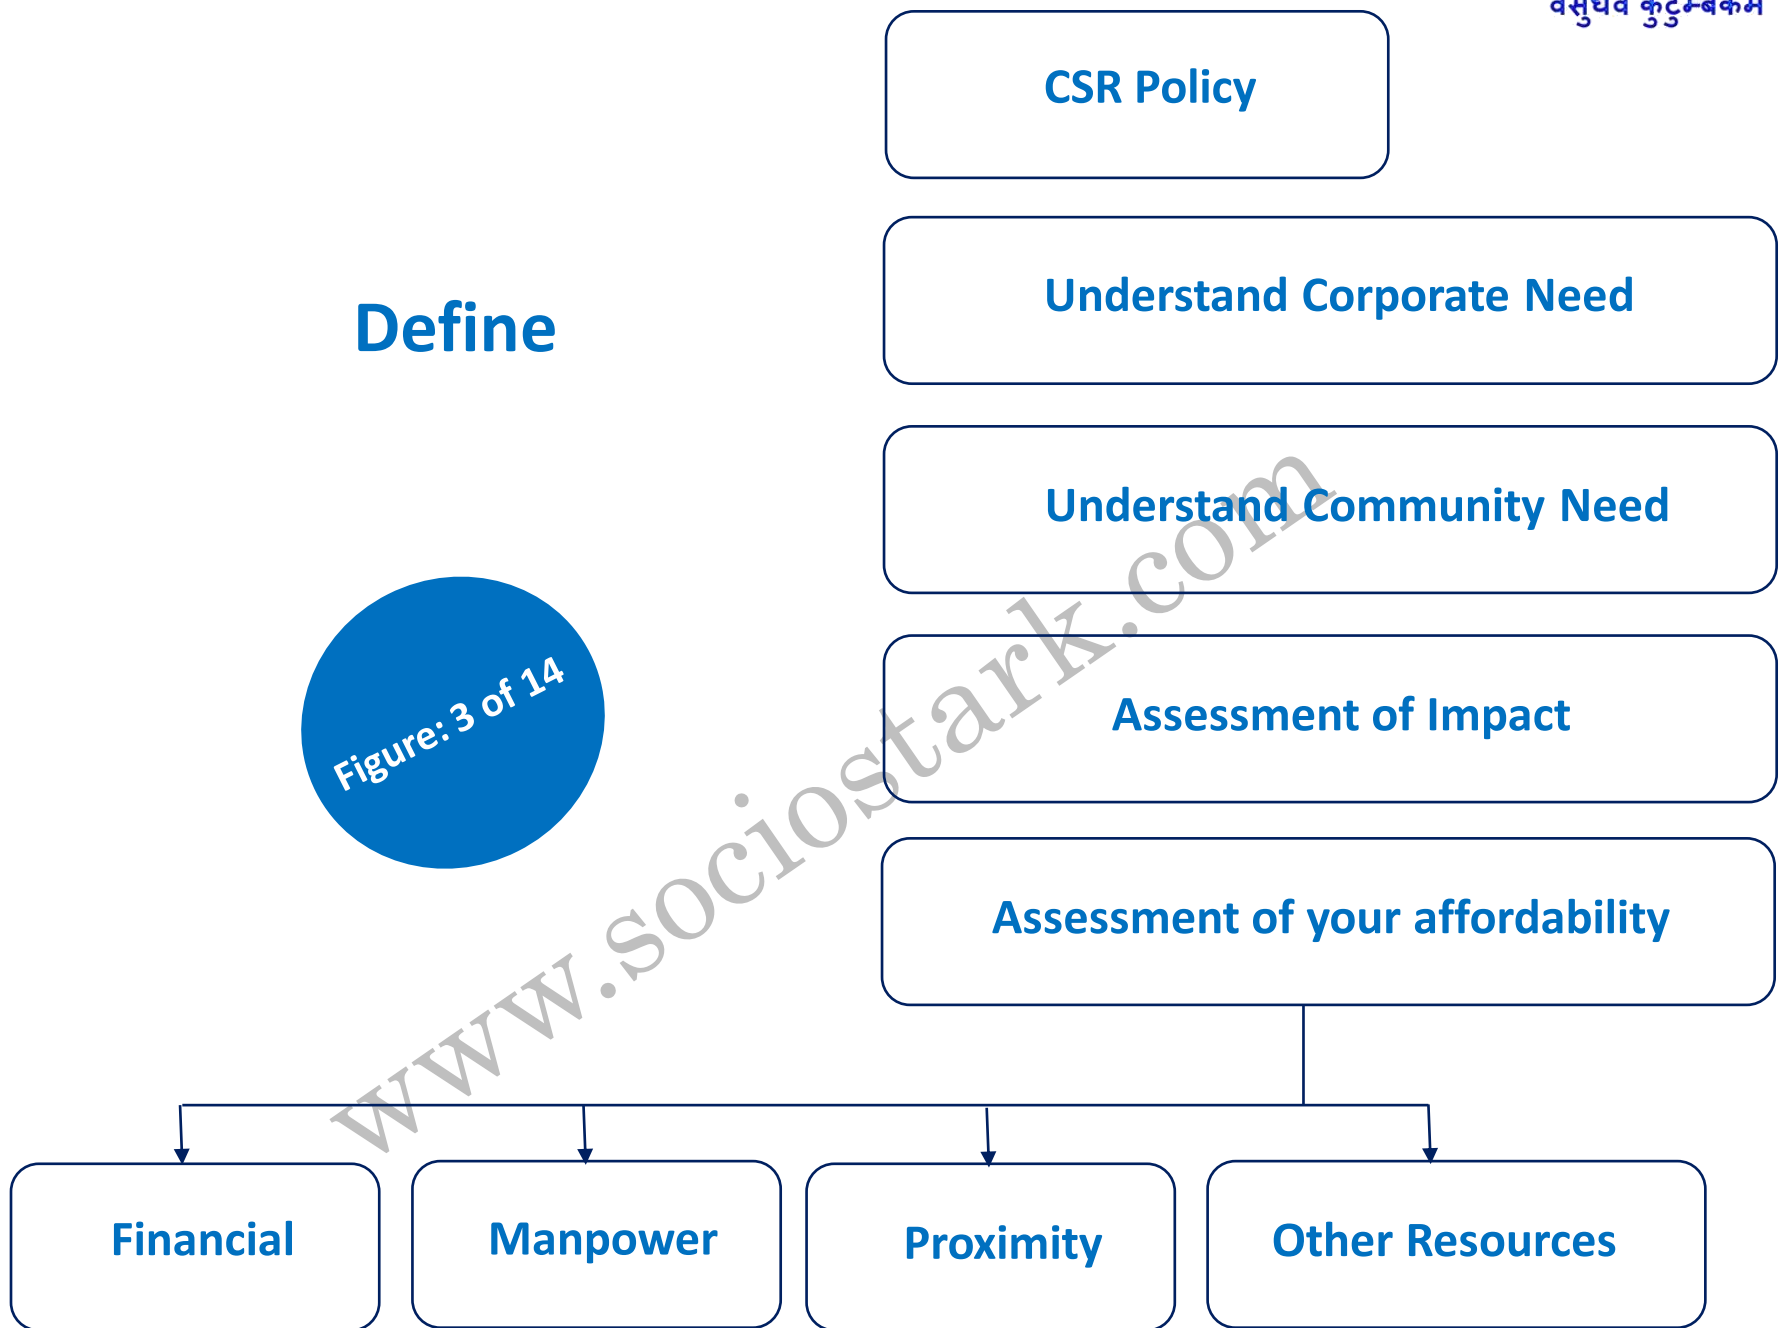 वसुधैव कुटुम्बकम
CSR Policy
Understand Corporate Need
Define
Understand Community Need
Figure: 3 of 14
Assessment of Impact
Assessment of your affordability
www.sociostark.com
Financial
Manpower
Proximity
Other Resources